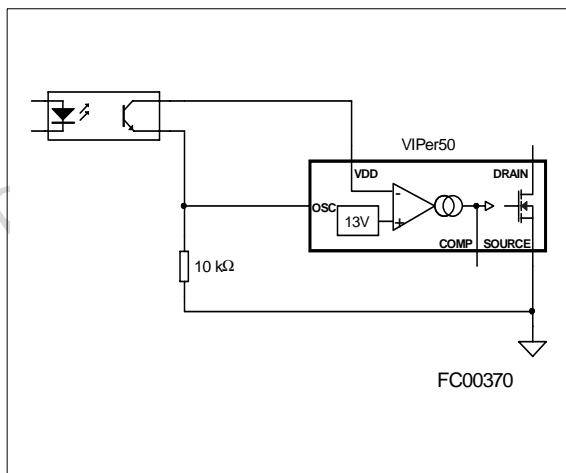 VIPer50
VDD
DRAIN
-
OSC
13V
+
COMP
SOURCE
10 kΩ
FC00370